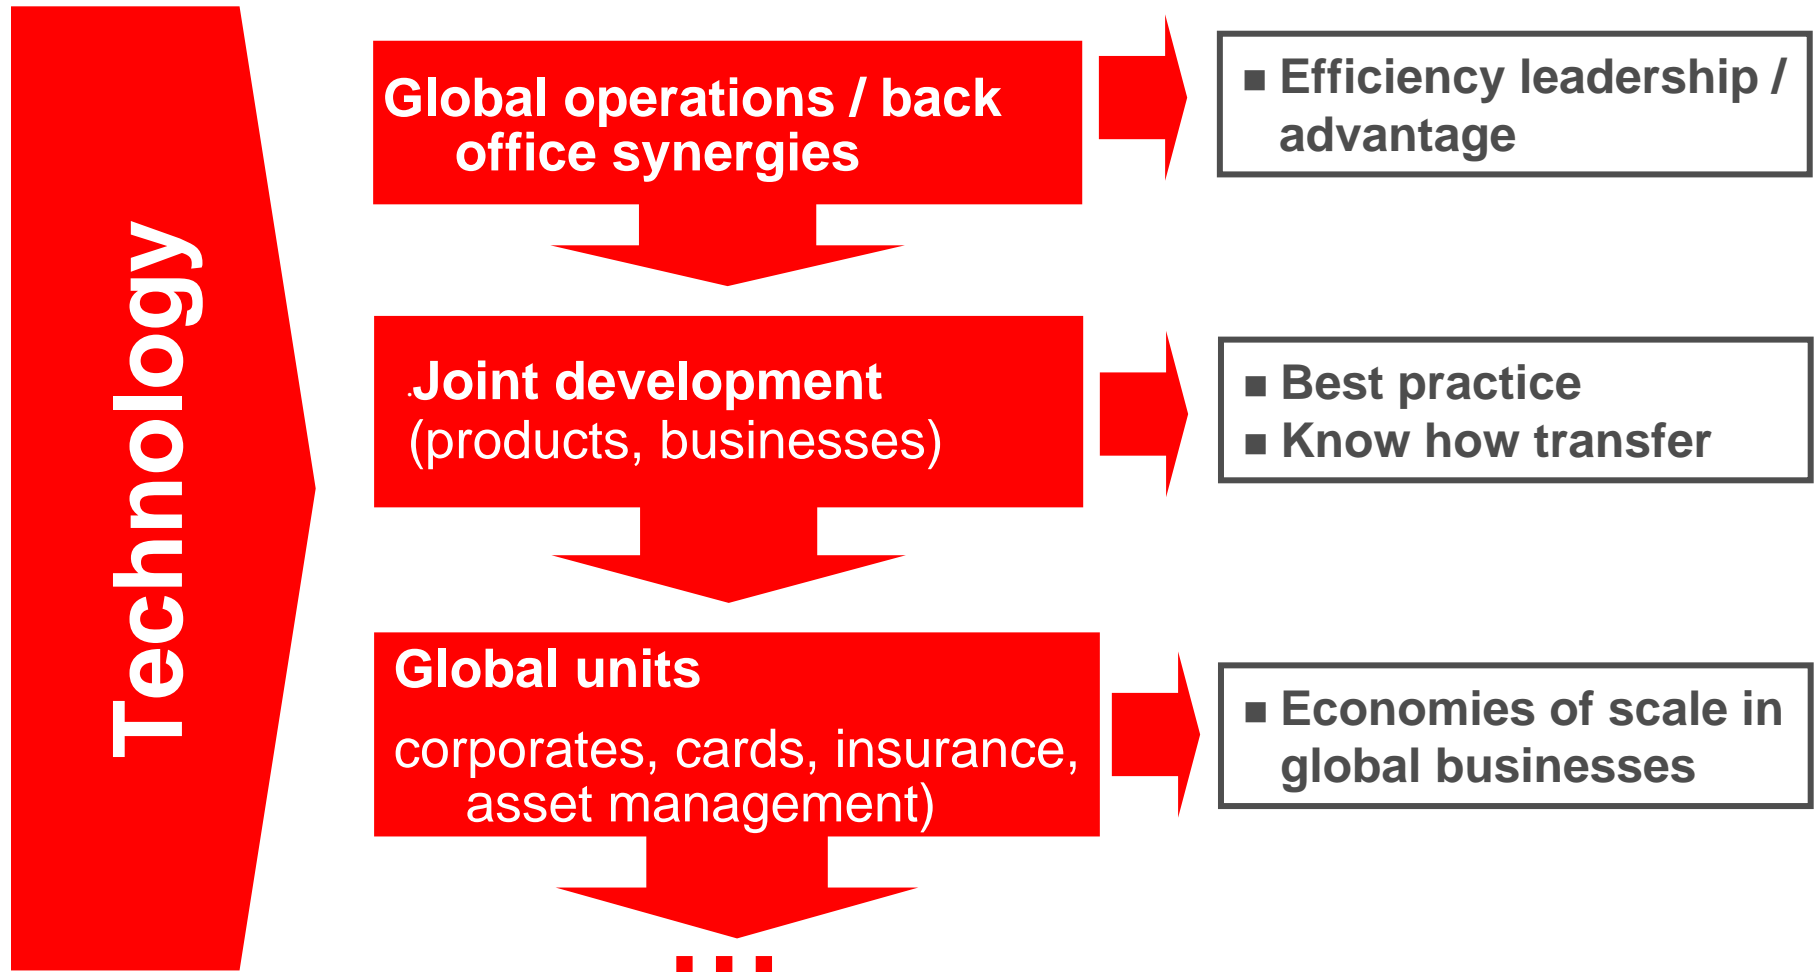 Technology
Global operations / back
office synergies
■ Efficiency leadership /
advantage
.Joint development
(products, businesses)
■ Best practice
■ Know how transfer
Global units
corporates, cards, insurance,
asset management)
■ Economies of scale in
global businesses
...